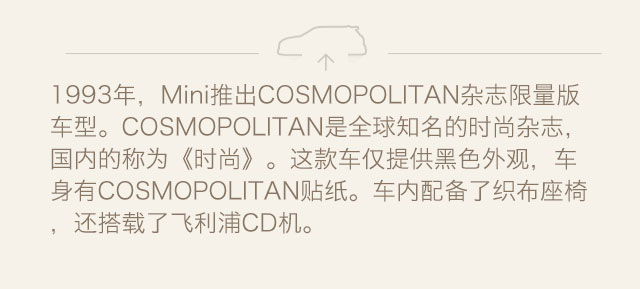 1993年，Mini推出COSMOPOLITAN杂志限量版
车型。COSMOPOLITAN是全球知名的时尚杂志，
国内的称为《时尚》。这款车仅提供黑色外观，车
身有COSMOPOLITAN贴纸。车内配备了织布座椅
，还搭载了飞利浦CD机。